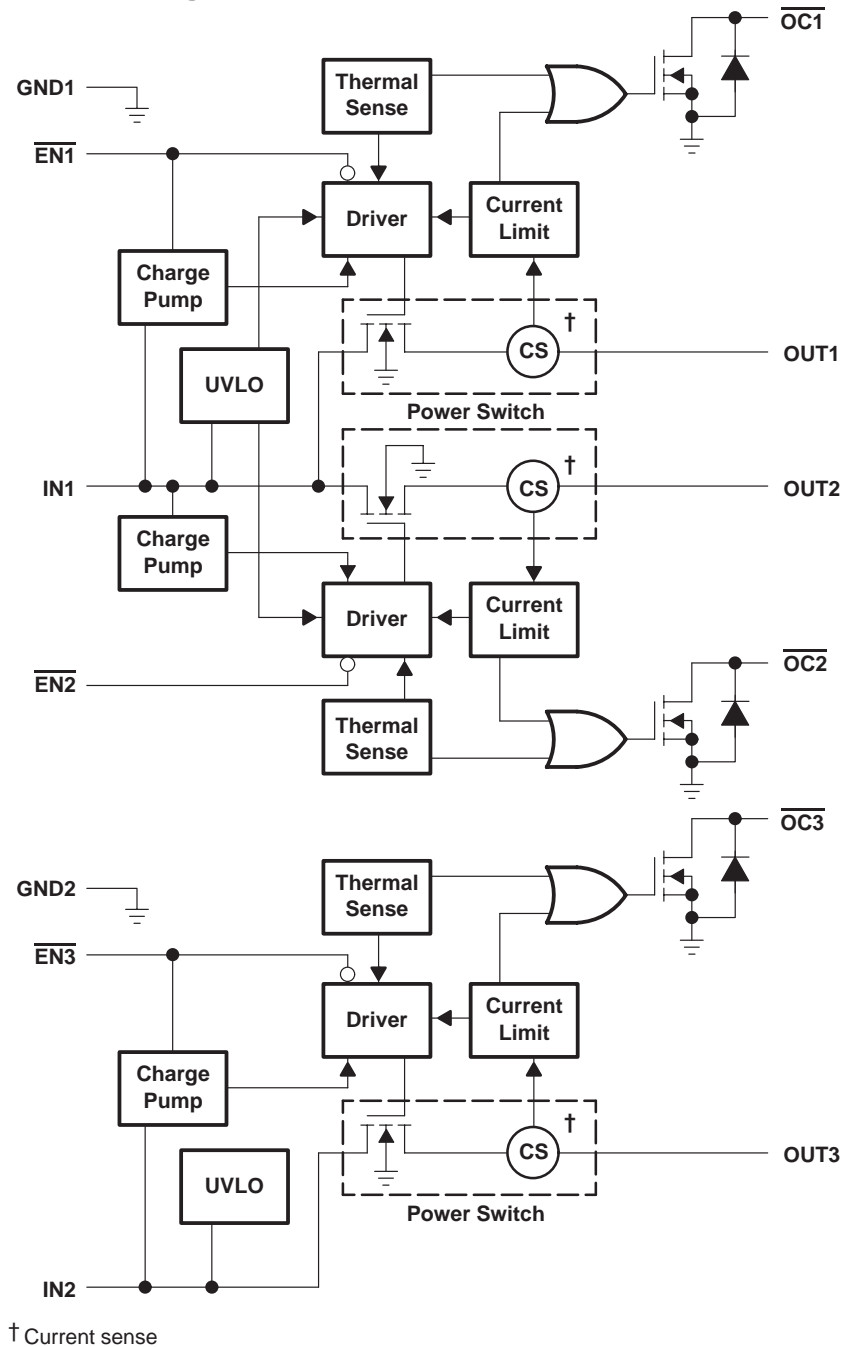 OC1
Thermal
Sense
GND1
EN1
Driver
Current
Limit
Charge
Pump
†
CS
OUT1
UVLO
Power Switch
†
IN1
CS
OUT2
Charge
Pump
Driver
Current
Limit
OC2
EN2
Thermal
Sense
OC3
Thermal
Sense
GND2
EN3
Driver
Current
Limit
Charge
Pump
†
CS
OUT3
UVLO
Power Switch
IN2
† Current sense